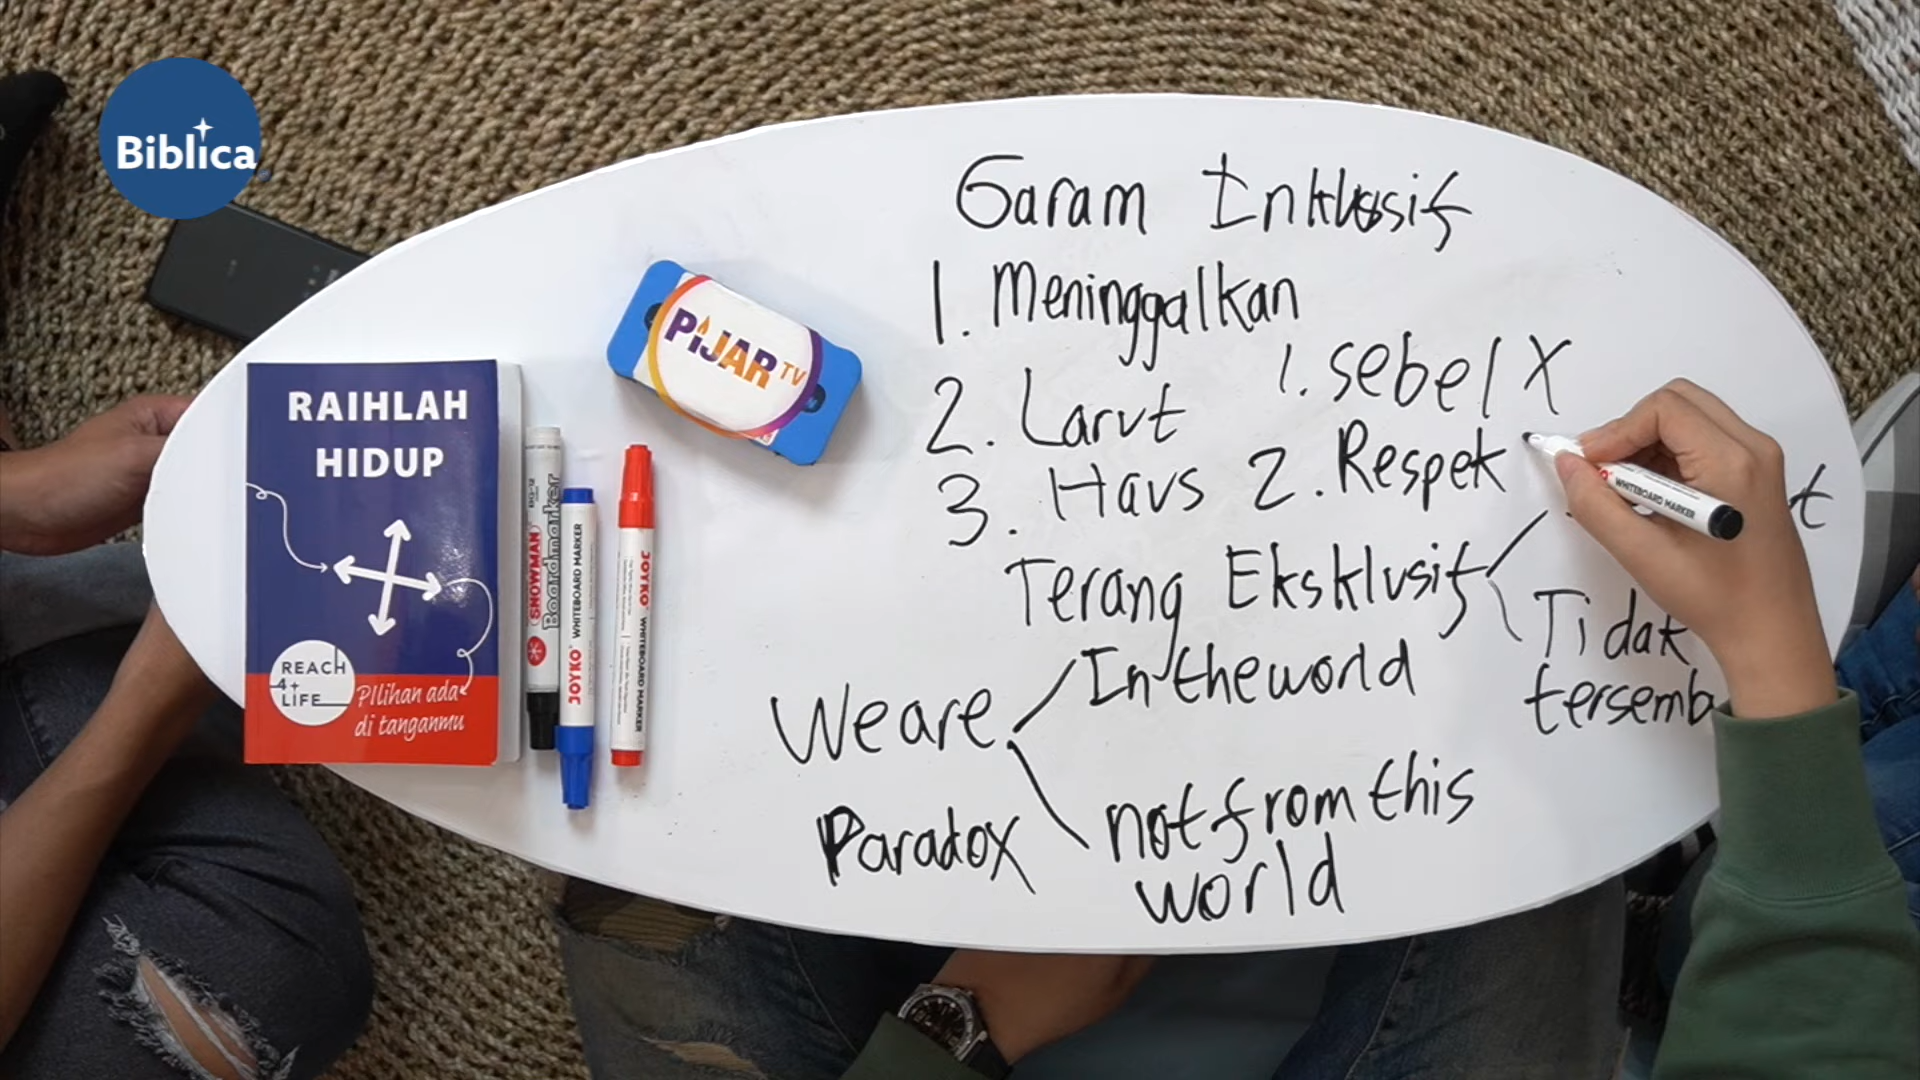 Biblica
RAIHLAH
HIDUP
REACH
4+
LIFE
PIlihan ada
di tanganmu
SNOWMAN
Boardmarker
JOYKO WHITEBOARD MARKER
JOYKO WHITEBOARD MARKER
PIJAR TV
Garam Inklusif
1. Meninggalkan
1. Sebel X
2. Larut
2. Respek
3. Haus
Terang Eksklusif
Tidak
We are
In the world
Paradox
not from this
world
WHITEBOARD MARKER